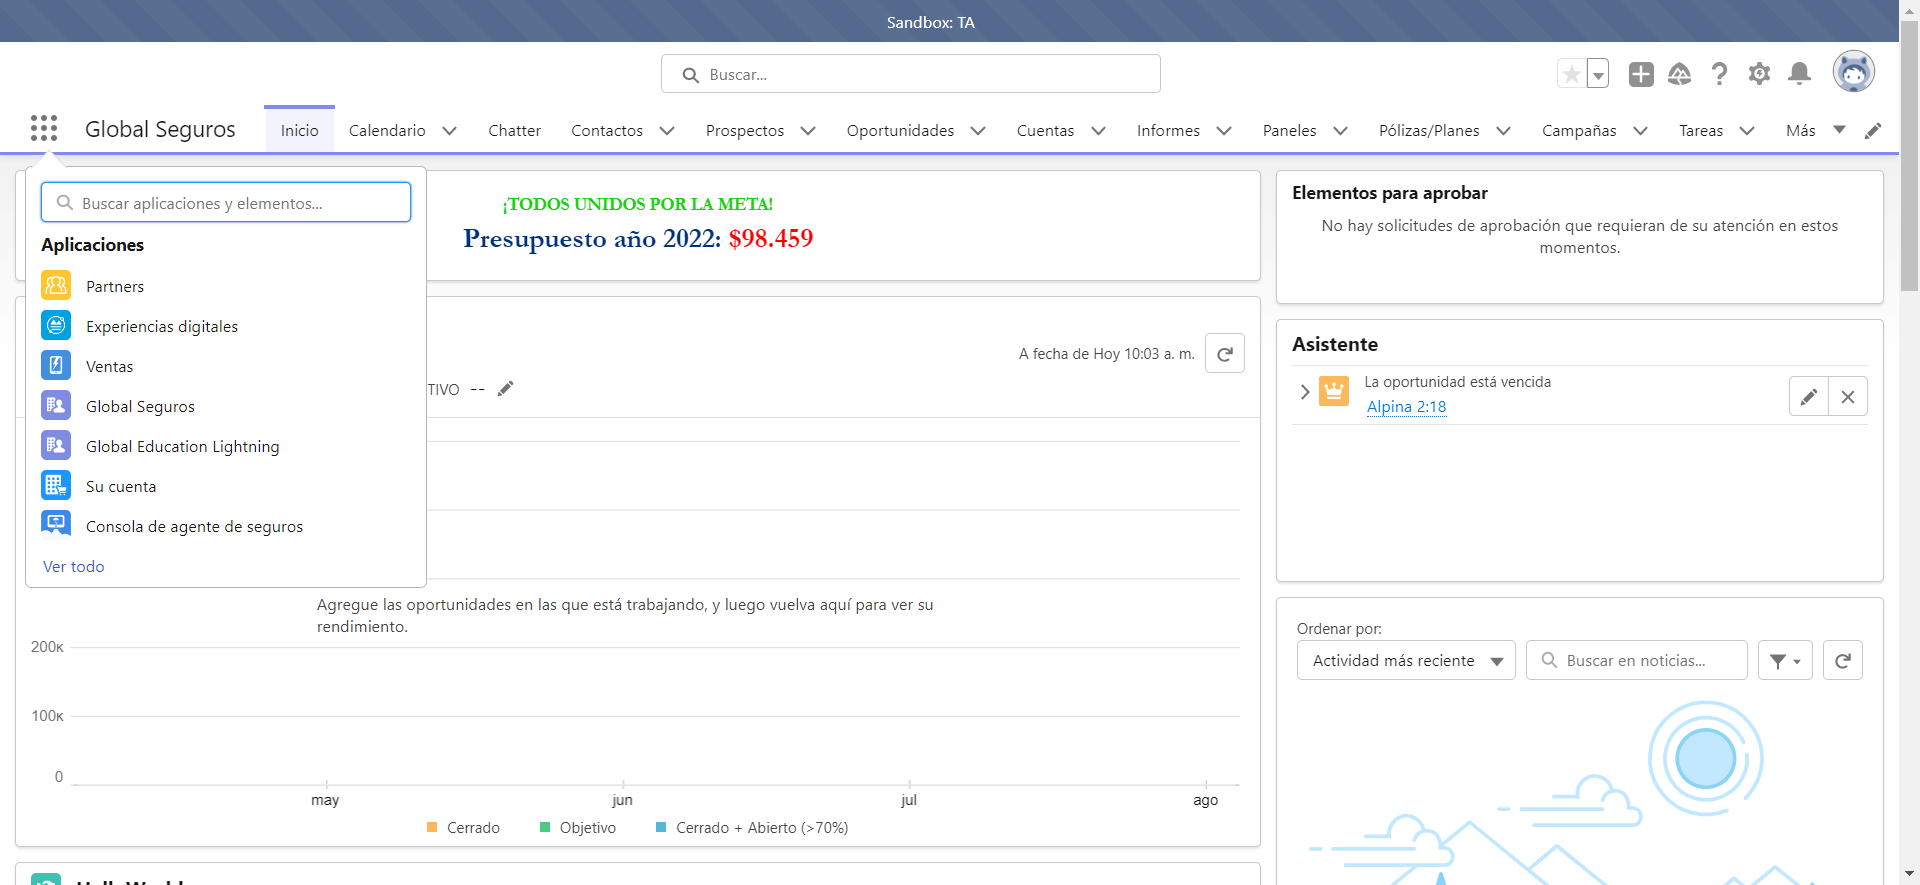 Sandbox: TA
Buscar...
Global Seguros
Inicio
Calendario
Chatter
Contactos
Prospectos
Oportunidades
Cuentas
Informes
Paneles
Pólizas/Planes
Campañas
Tareas
Más
Buscar aplicaciones y elementos...
Aplicaciones
Partners
Experiencias digitales
Ventas
Global Seguros
Global Education Lightning
Su cuenta
Consola de agente de seguros
Ver todo
¡TODOS UNIDOS POR LA META!
Presupuesto año 2022: $98.459
A fecha de Hoy 10:03 a. m.
TIVO --
Agregue las oportunidades en las que está trabajando, y luego vuelva aquí para ver su
rendimiento.
200K
100K
0
may
jun
jul
ago
Cerrado
Objetivo
Cerrado + Abierto (>70%)
Elementos para aprobar
No hay solicitudes de aprobación que requieran de su atención en estos
momentos.
Asistente
La oportunidad está vencida
Alpina 2:18
Ordenar por:
Actividad más reciente
Buscar en noticias...